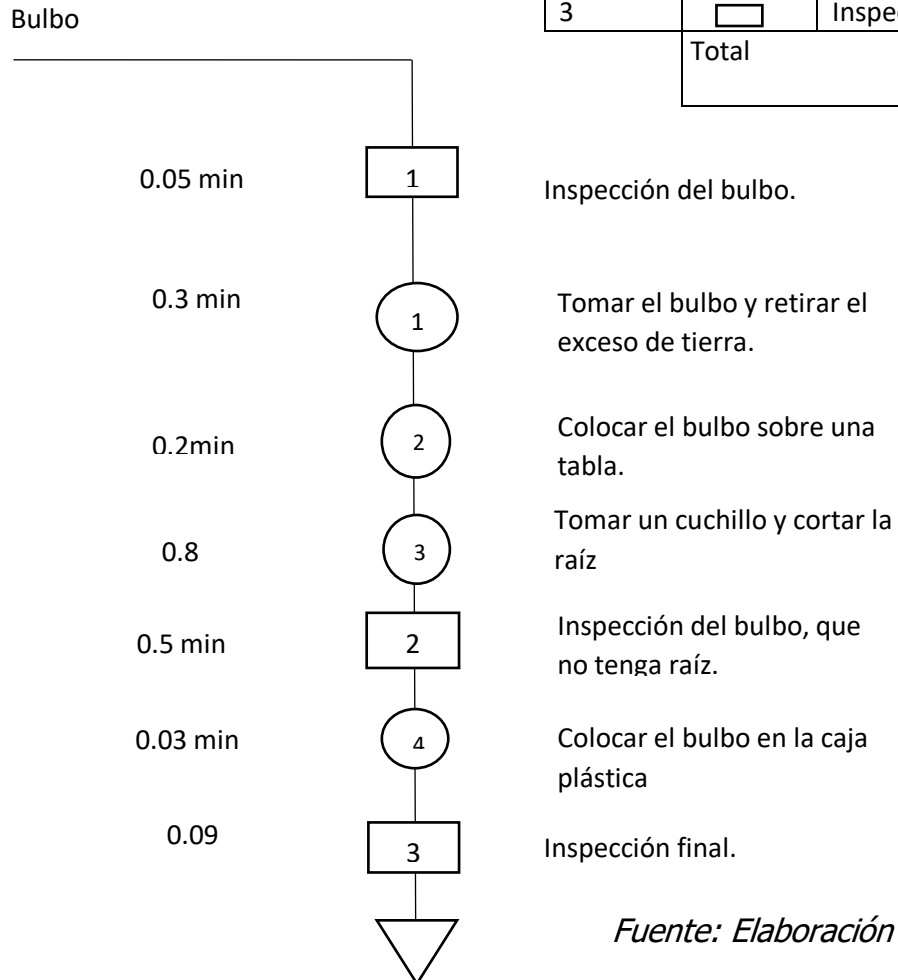 Bulbo
3
Total
0.05 min
1
Inspección del bulbo.
0.3 min
1
Tomar el bulbo y retirar el
exceso de tierra.
0.2min
2
Colocar el bulbo sobre una
tabla.
0.8
3
Tomar un cuchillo y cortar la
raíz
0.5 min
2
Inspección del bulbo, que
no tenga raíz.
0.03 min
4
Colocar el bulbo en la caja
plástica
0.09
3
Inspección final.
Fuente: Elaboración